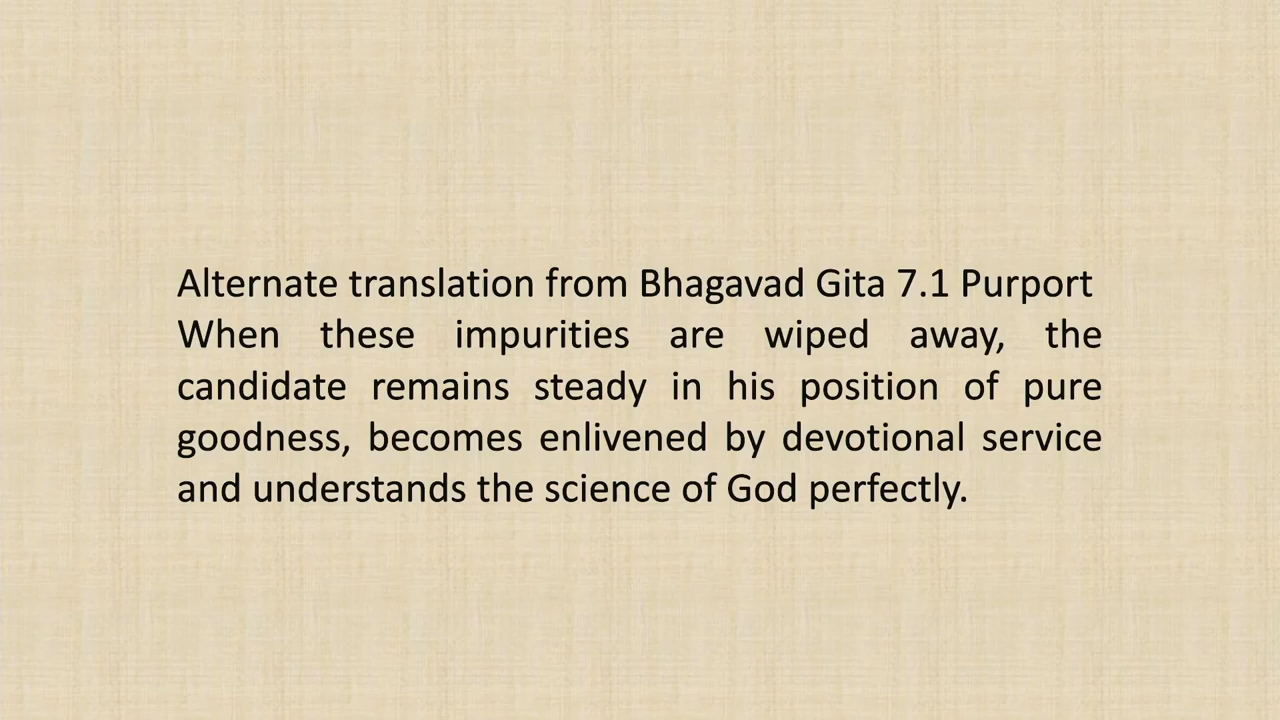 Alternate translation from Bhagavad Gita 7.1 Purport
When these impurities are wiped away, the
candidate remains steady in his position of pure
goodness, becomes enlivened by devotional service
and understands the science of God perfectly.